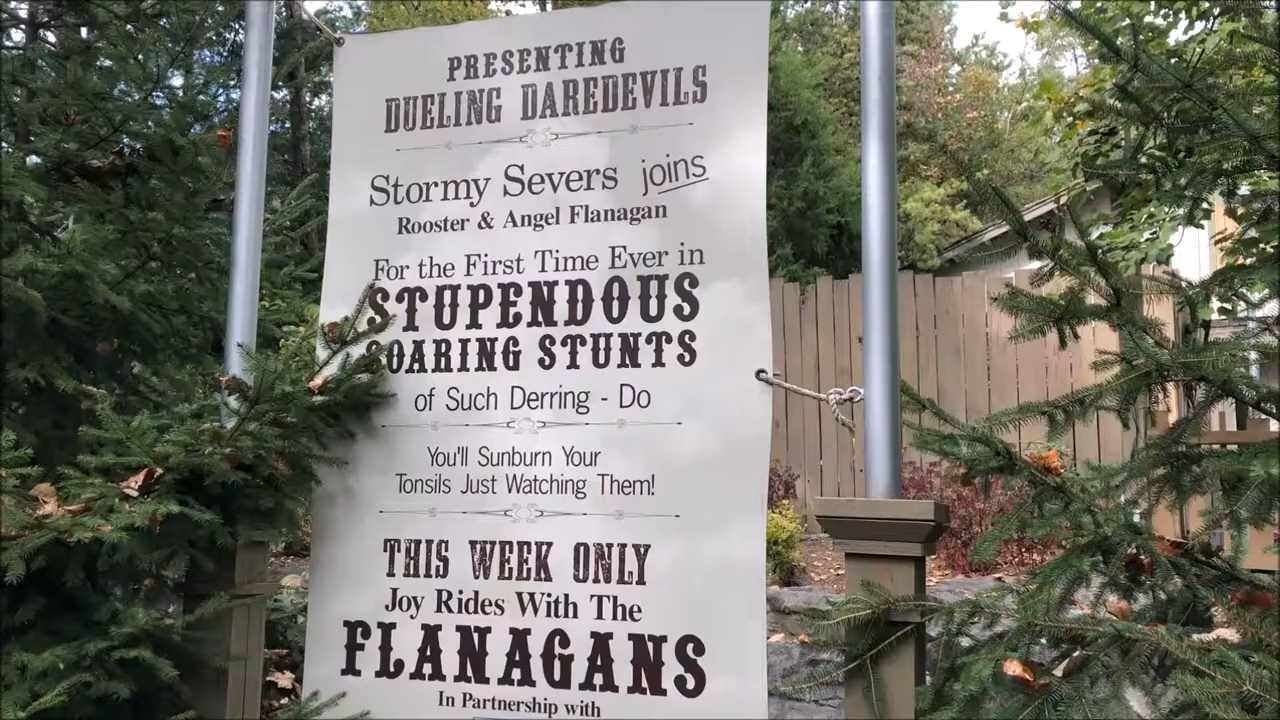 PRESENTING
DUELING DAREDEVILS
Stormy Severs joins
Rooster & Angel Flanagan
For the First Time Ever in
STUPENDOUS
SOARING STUNTS
of Such Derring - Do
You'll Sunburn Your
Tonsils Just Watching Them!
THIS WEEK ONLY
Joy Rides With The
FLANAGANS
In Partnership with